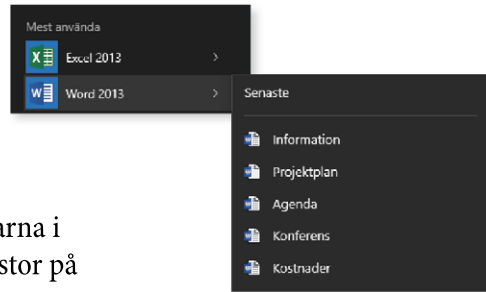 Mest använda
Excel 2013
Word 2013
Senaste
Information
Projektplan
Agenda
Konferens
Kostnader
arna i
stor på